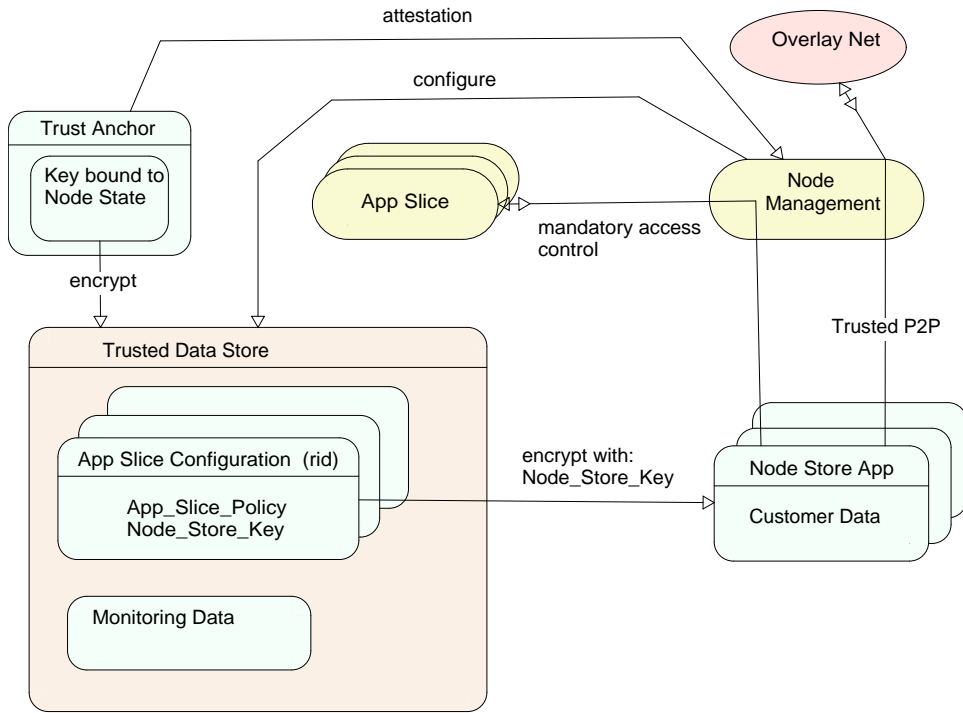 attestation
Overlay Net
configure
Trust Anchor
Key bound to
Node State
App Slice
Node
Management
mandatory access
control
encrypt
Trusted P2P
Trusted Data Store
App Slice Configuration (rid)
App_Slice_Policy
Node_Store_Key
encrypt with:
Node_Store_Key
Node Store App
Customer Data
Monitoring Data